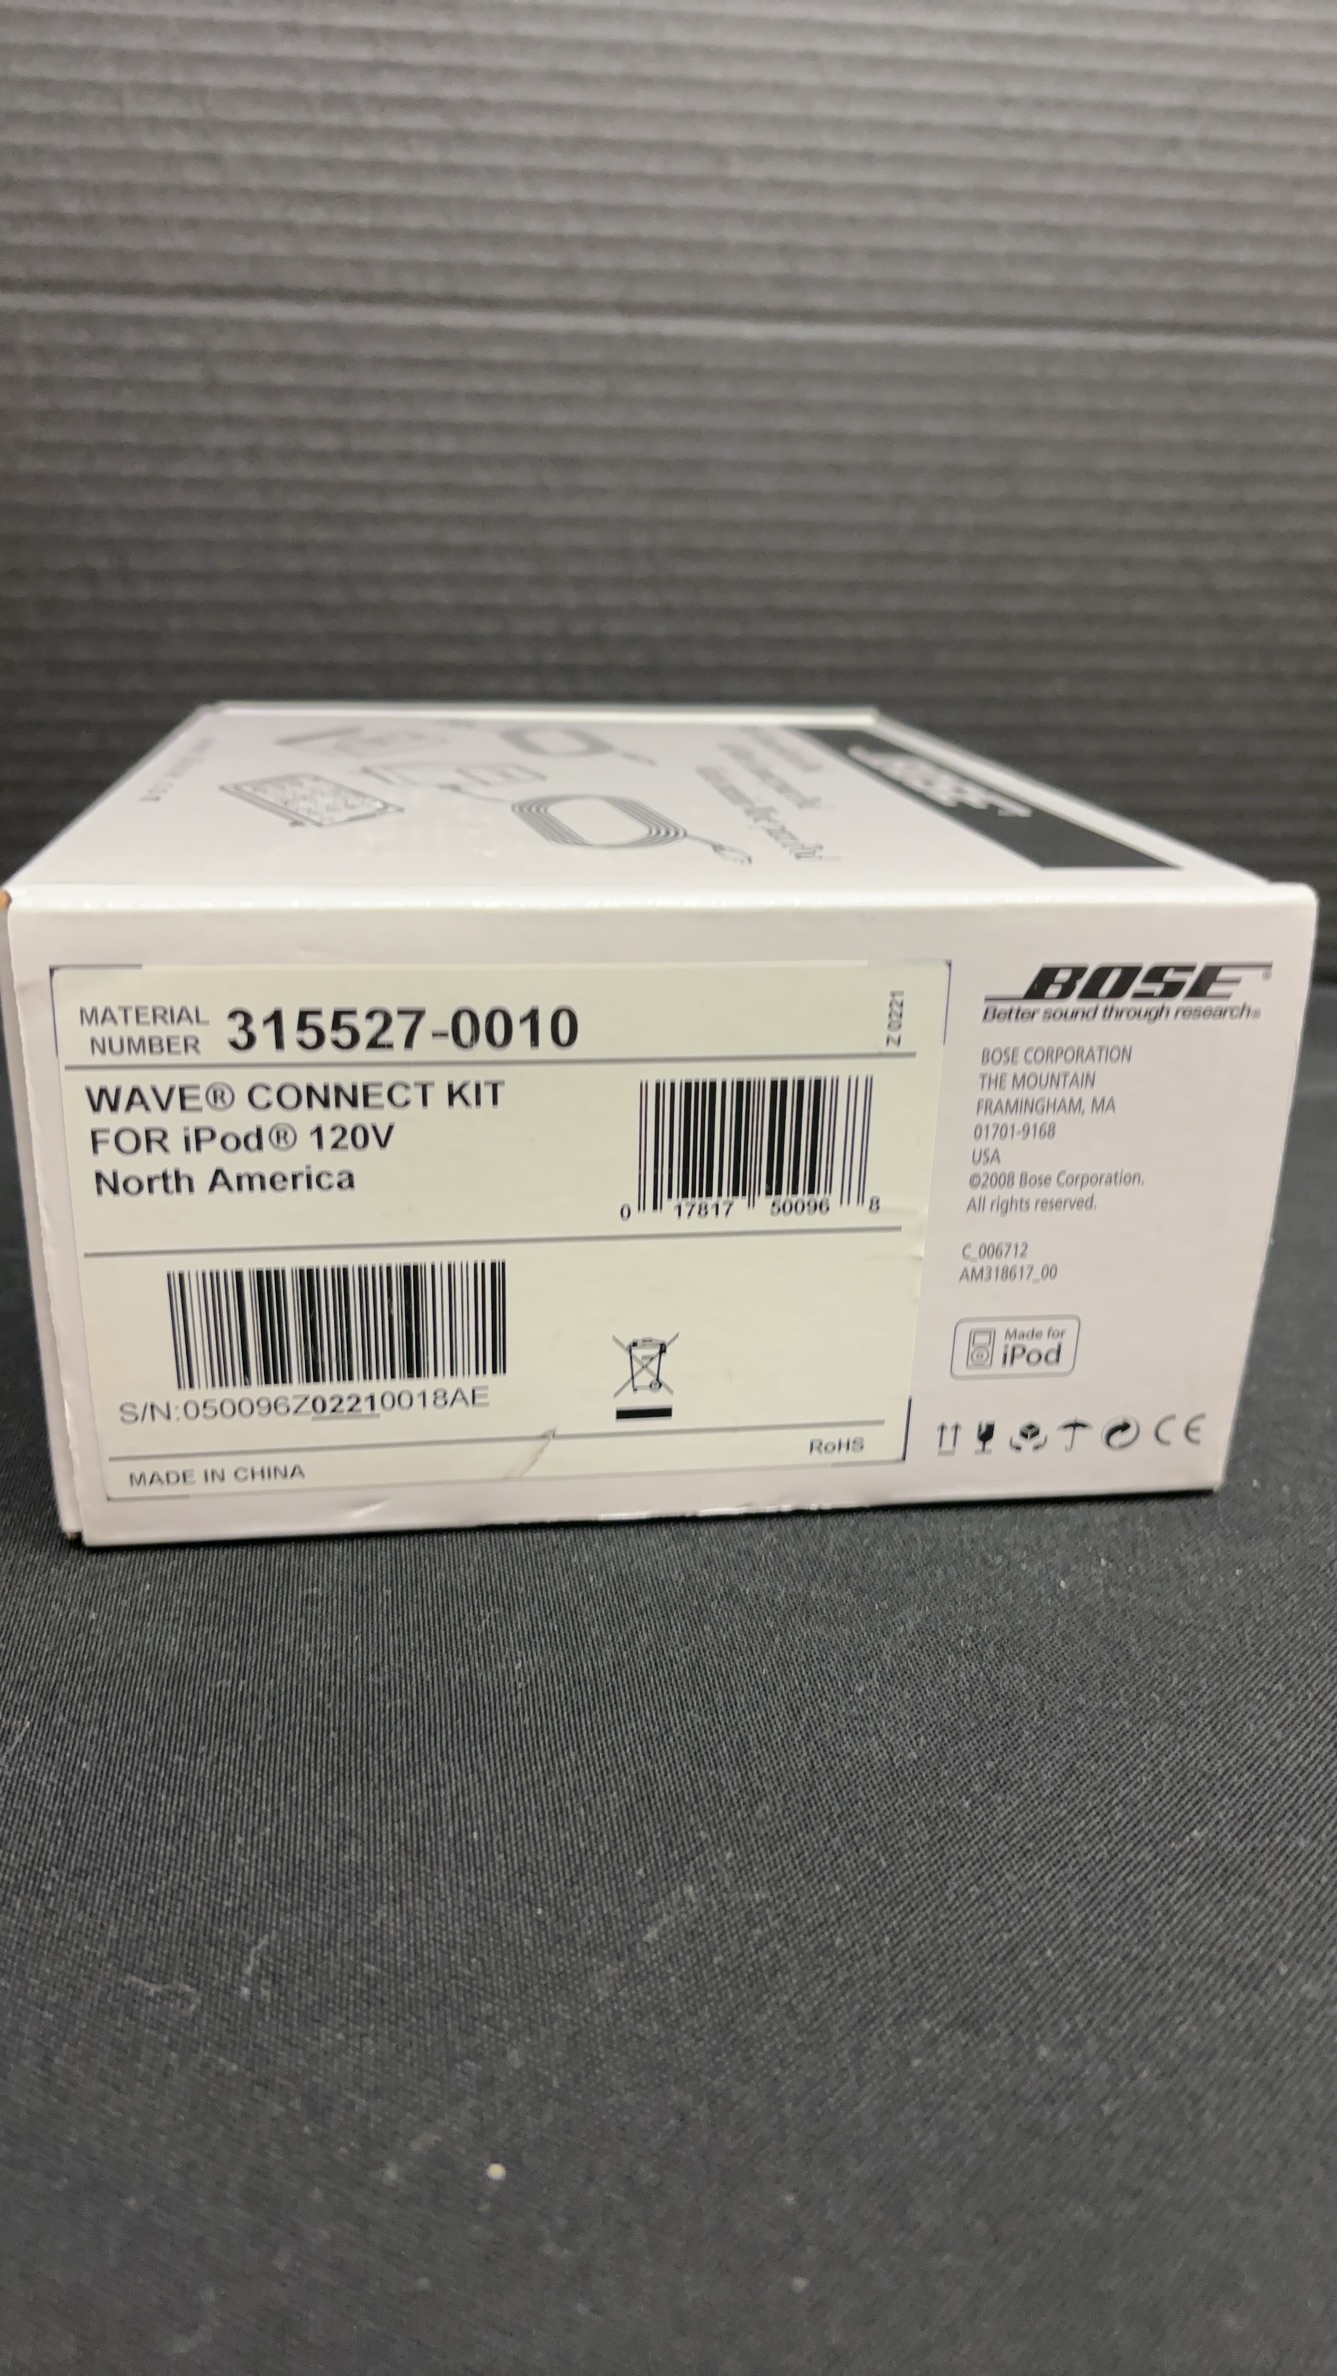 MATERIAL NUMBER 315527-0010
Z 0221
WAVE® CONNECT KIT
FOR iPod® 120V
North America
0 17817 50096 8
S/N:050096Z02210018AE
RoHS
MADE IN CHINA
BOSE®
Better sound through research®
BOSE CORPORATION
THE MOUNTAIN
FRAMINGHAM, MA
01701-9168
USA
©2008 Bose Corporation.
All rights reserved.
C_006712
AM318617_00
Made for
iPod
CE